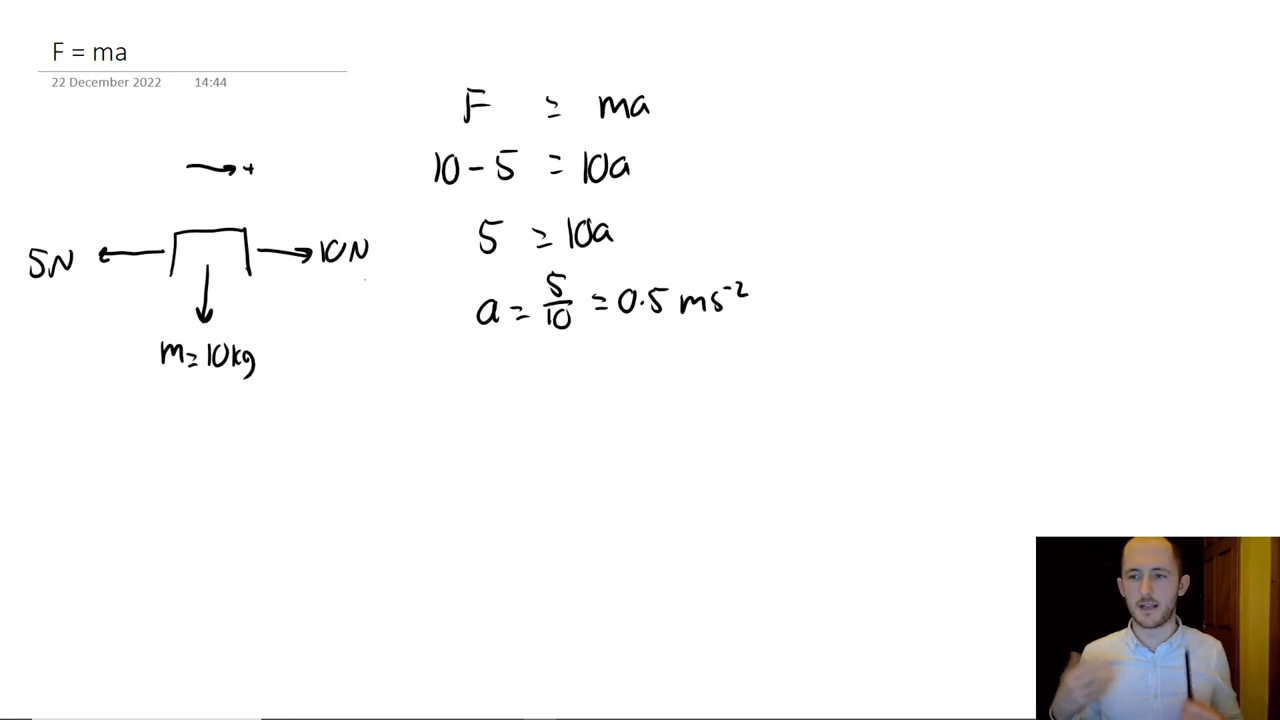 F = ma
22 December 2022 14:44
F = ma
10 - 5 = 10a
5 = 10a
a = 5/10 = 0.5 ms⁻²
+
5N
10N
m = 10kg